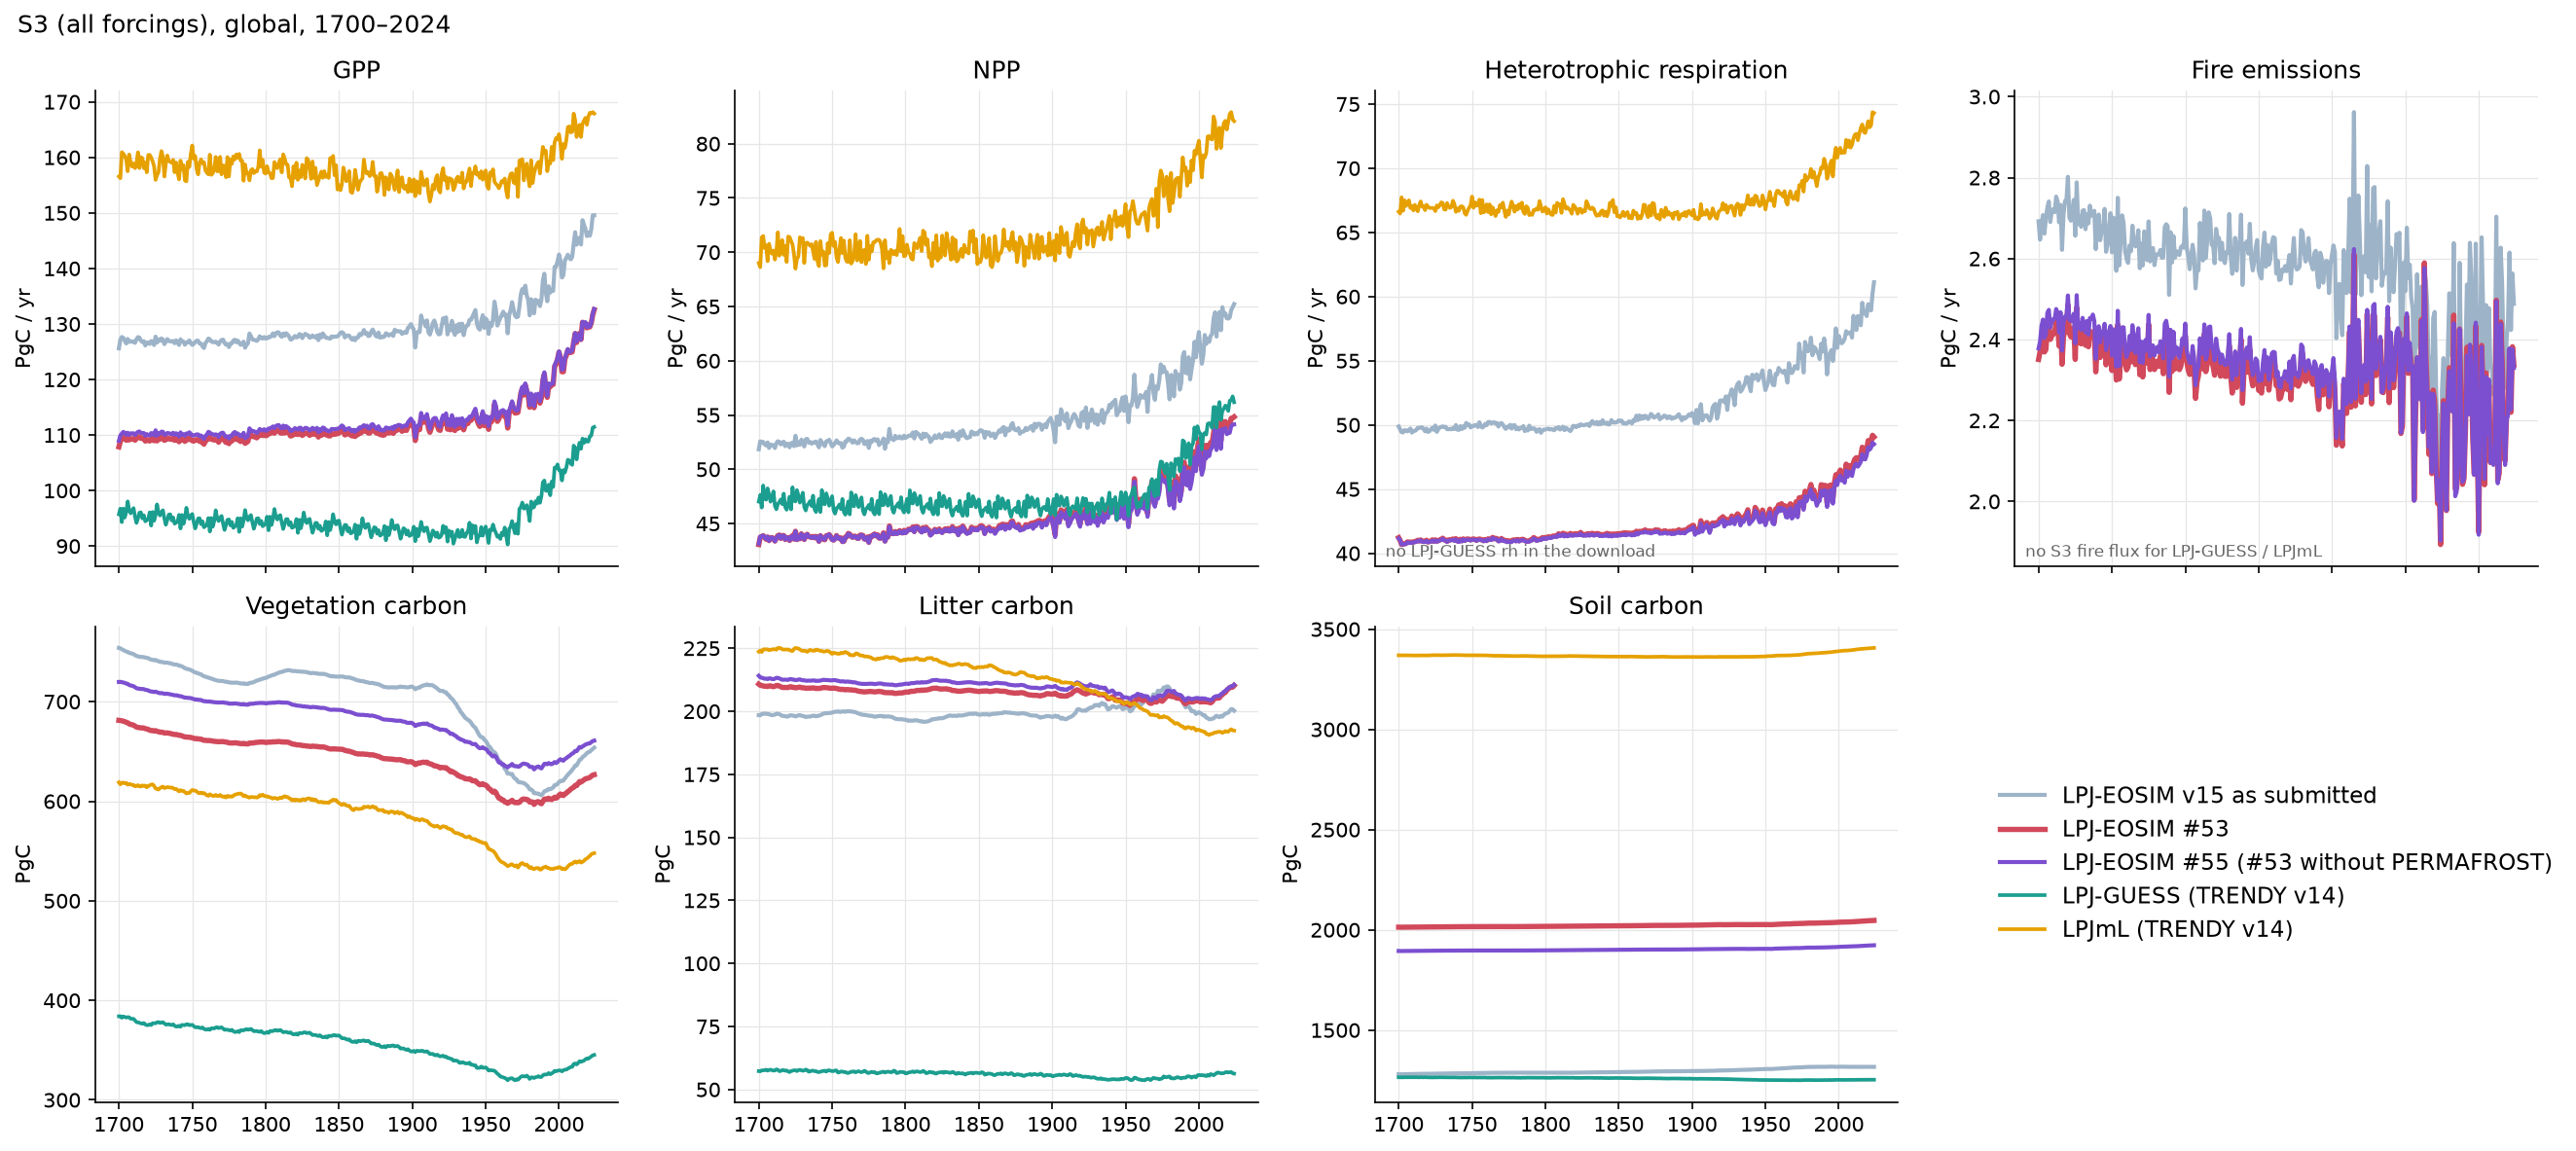 S3 (all forcings), global, 1700–2024
GPP
NPP
Heterotrophic respiration
Fire emissions
PgC / yr
170
160
150
140
130
120
110
100
90
PgC / yr
80
75
70
65
60
55
50
45
PgC / yr
75
70
65
60
55
50
45
40
no LPJ-GUESS rh in the download
PgC / yr
3.0
2.8
2.6
2.4
2.2
2.0
no S3 fire flux for LPJ-GUESS / LPJmL
Vegetation carbon
Litter carbon
Soil carbon
PgC
700
600
500
400
300
1700 1750 1800 1850 1900 1950 2000
PgC
225
200
175
150
125
100
75
50
1700 1750 1800 1850 1900 1950 2000
PgC
3500
3000
2500
2000
1500
1700 1750 1800 1850 1900 1950 2000
LPJ-EOSIM v15 as submitted
LPJ-EOSIM #53
LPJ-EOSIM #55 (#53 without PERMAFROST)
LPJ-GUESS (TRENDY v14)
LPJmL (TRENDY v14)